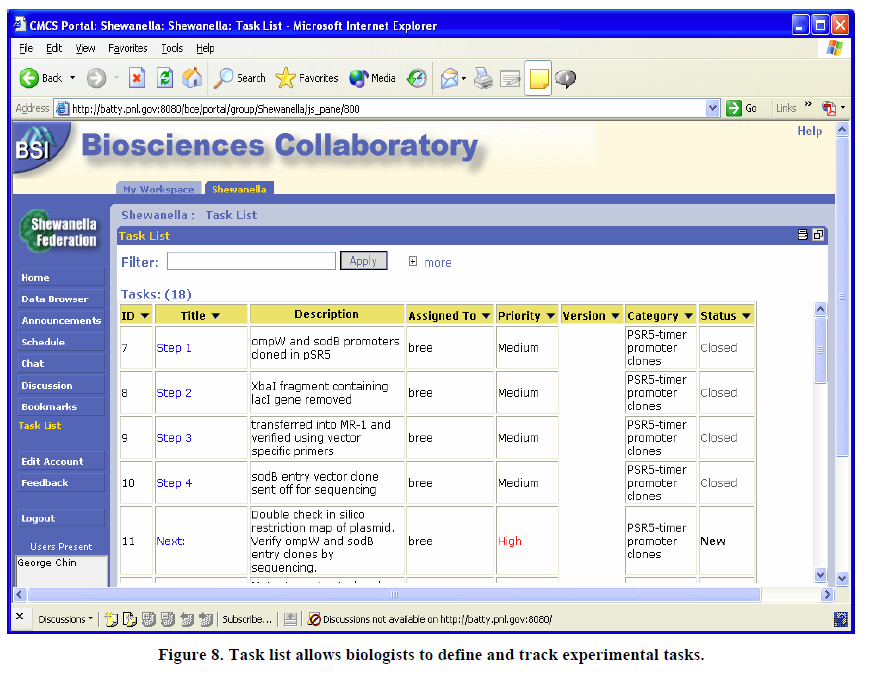 CMCS Portal: Shewanella: Shewanella: Task List - Microsoft Internet Explorer
File Edit View Favorites Tools Help
Back Search Favorites Media
Address http://batty.pnl.gov:8080/bce/portal/group/Shewanella/js_pane/800 Go Links »
BSI Biosciences Collaboratory Help
My Workspace Shewanella
Shewanella Federation
Shewanella : Task List
Task List
Filter: Apply more
Home
Data Browser
Announcements
Schedule
Chat
Discussion
Bookmarks
Task List
Edit Account
Feedback
Logout
Users Present
George Chin
Tasks: (18)
ID Title Description Assigned To Priority Version Category Status
7 Step 1 ompW and sodB promoters cloned in pSR5 bree Medium PSR5-timer promoter clones Closed
8 Step 2 XbaI fragment containing lacI gene removed bree Medium PSR5-timer promoter clones Closed
9 Step 3 transferred into MR-1 and verified using vector specific primers bree Medium PSR5-timer promoter clones Closed
10 Step 4 sodB entry vector clone sent off for sequencing bree Medium PSR5-timer promoter clones Closed
11 Next: Double check in silico restriction map of plasmid. Verify ompW and sodB entry clones by sequencing. bree High PSR5-timer promoter clones New
Discussions Subscribe... Discussions not available on http://batty.pnl.gov:8080/
Figure 8. Task list allows biologists to define and track experimental tasks.